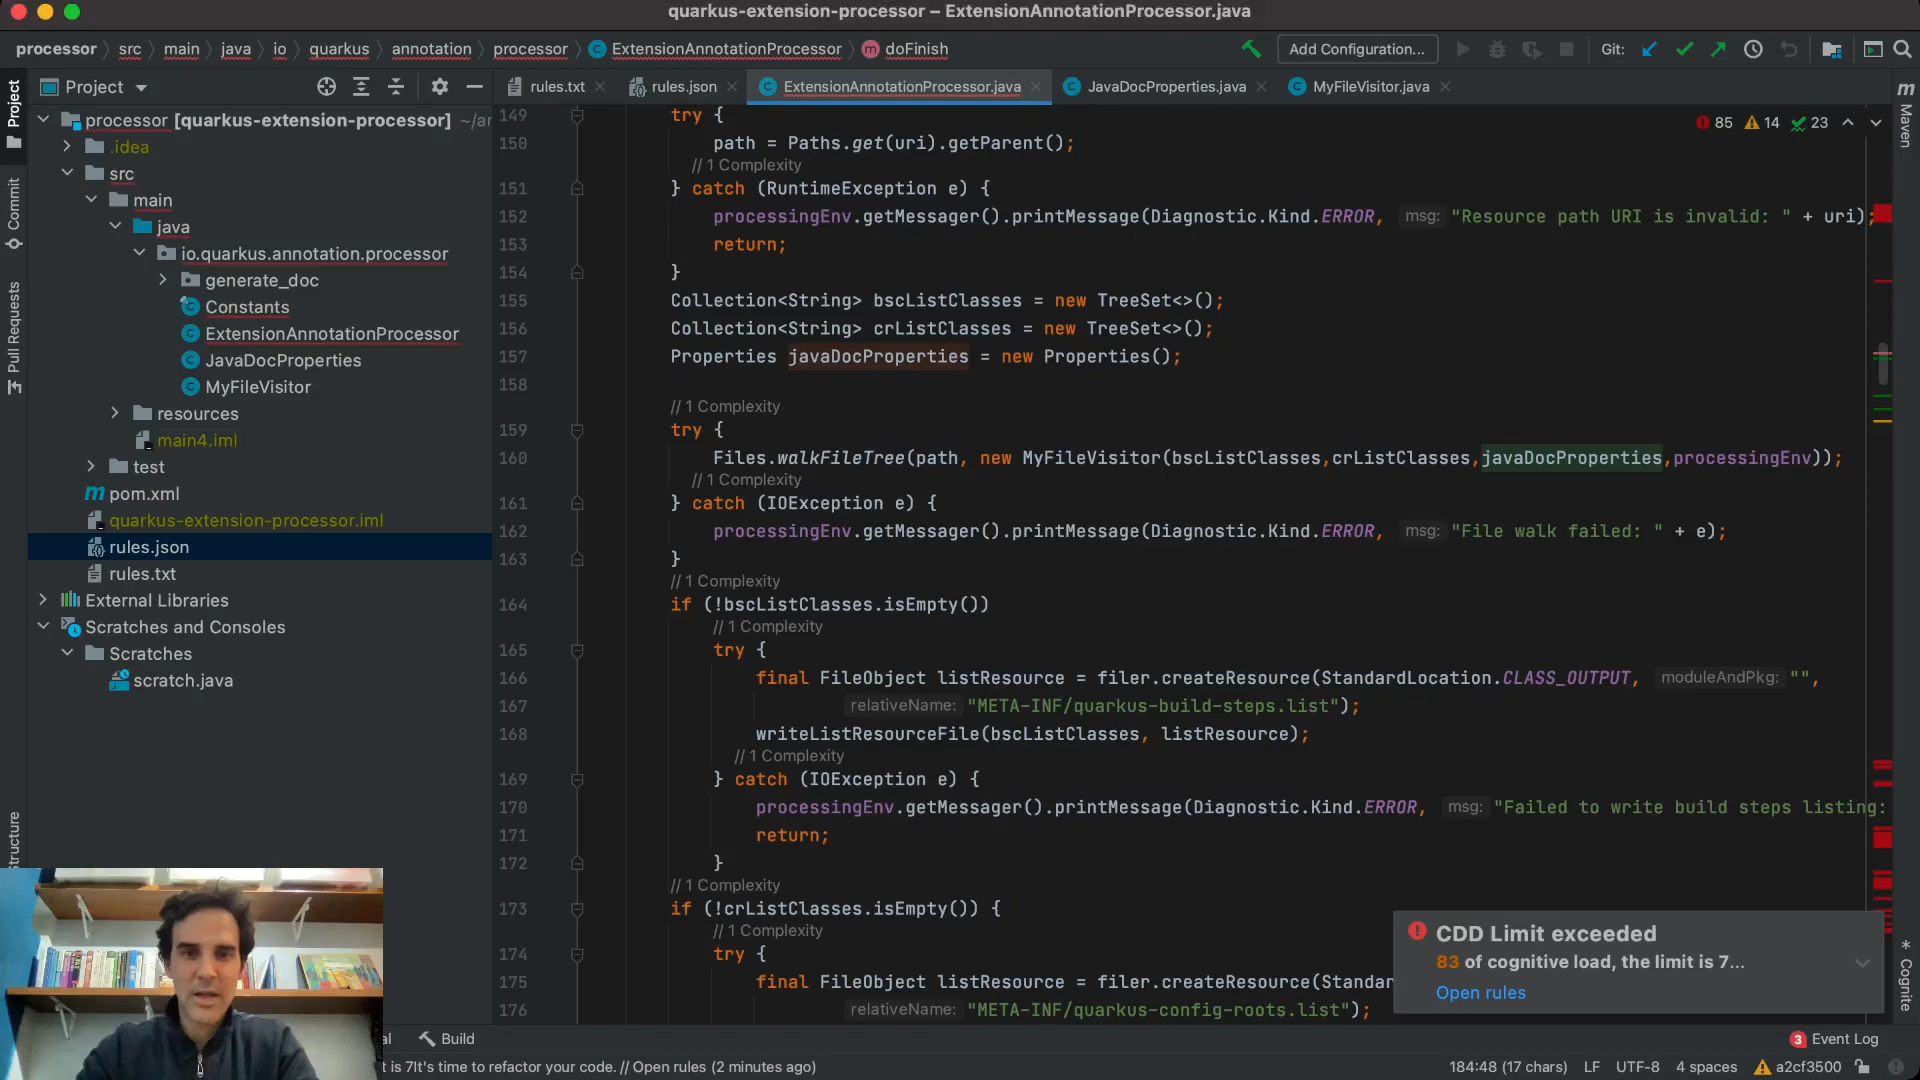 quarkus-extension-processor – ExtensionAnnotationProcessor.java
processor src main java io quarkus annotation processor ExtensionAnnotationProcessor doFinish Add Configuration... Git:
Project rules.txt rules.json ExtensionAnnotationProcessor.java JavaDocProperties.java MyFileVisitor.java
85 14 23
processor [quarkus-extension-processor] ~/ar
.idea
src
main
java
io.quarkus.annotation.processor
generate_doc
Constants
ExtensionAnnotationProcessor
JavaDocProperties
MyFileVisitor
resources
main4.iml
test
pom.xml
quarkus-extension-processor.iml
rules.json
rules.txt
External Libraries
Scratches and Consoles
Scratches
scratch.java
Project
Commit
Pull Requests
149 try {
150 path = Paths.get(uri).getParent();
// 1 Complexity
151 } catch (RuntimeException e) {
152 processingEnv.getMessager().printMessage(Diagnostic.Kind.ERROR, msg: "Resource path URI is invalid: " + uri);
153 return;
154 }
155 Collection<String> bscListClasses = new TreeSet<>();
156 Collection<String> crListClasses = new TreeSet<>();
157 Properties javaDocProperties = new Properties();
158
// 1 Complexity
159 try {
160 Files.walkFileTree(path, new MyFileVisitor(bscListClasses,crListClasses,javaDocProperties,processingEnv));
// 1 Complexity
161 } catch (IOException e) {
162 processingEnv.getMessager().printMessage(Diagnostic.Kind.ERROR, msg: "File walk failed: " + e);
163 }
// 1 Complexity
164 if (!bscListClasses.isEmpty())
// 1 Complexity
165 try {
166 final FileObject listResource = filer.createResource(StandardLocation.CLASS_OUTPUT, moduleAndPkg: "",
167 relativeName: "META-INF/quarkus-build-steps.list");
168 writeListResourceFile(bscListClasses, listResource);
// 1 Complexity
169 } catch (IOException e) {
170 processingEnv.getMessager().printMessage(Diagnostic.Kind.ERROR, msg: "Failed to write build steps listing:
171 return;
172 }
// 1 Complexity
173 if (!crListClasses.isEmpty()) {
// 1 Complexity
174 try {
175 final FileObject listResource = filer.createResource(Standar
176 relativeName: "META-INF/quarkus-config-roots.list");
Maven
Cognite
CDD Limit exceeded
83 of cognitive load, the limit is 7...
Open rules
al Build 3 Event Log
t is 7It's time to refactor your code. // Open rules (2 minutes ago) 184:48 (17 chars) LF UTF-8 4 spaces a2cf3500